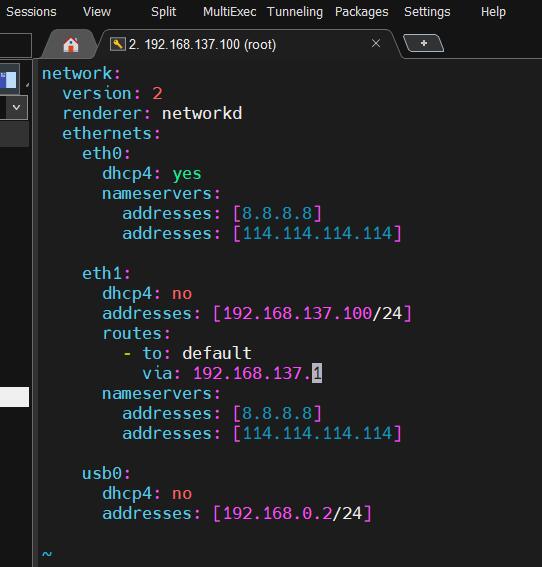 Sessions View Split MultiExec Tunneling Packages Settings Help
2. 192.168.137.100 (root)
network:
  version: 2
  renderer: networkd
  ethernets:
    eth0:
      dhcp4: yes
      nameservers:
        addresses: [8.8.8.8]
        addresses: [114.114.114.114]

    eth1:
      dhcp4: no
      addresses: [192.168.137.100/24]
      routes:
        - to: default
          via: 192.168.137.1
      nameservers:
        addresses: [8.8.8.8]
        addresses: [114.114.114.114]

    usb0:
      dhcp4: no
      addresses: [192.168.0.2/24]

~